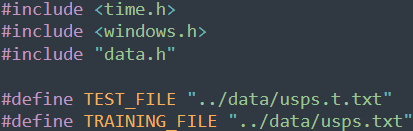 #include <time.h>
#include <windows.h>
#include "data.h"
#define TEST_FILE "../data/usps.t.txt"
#define TRAINING_FILE "../data/usps.txt"